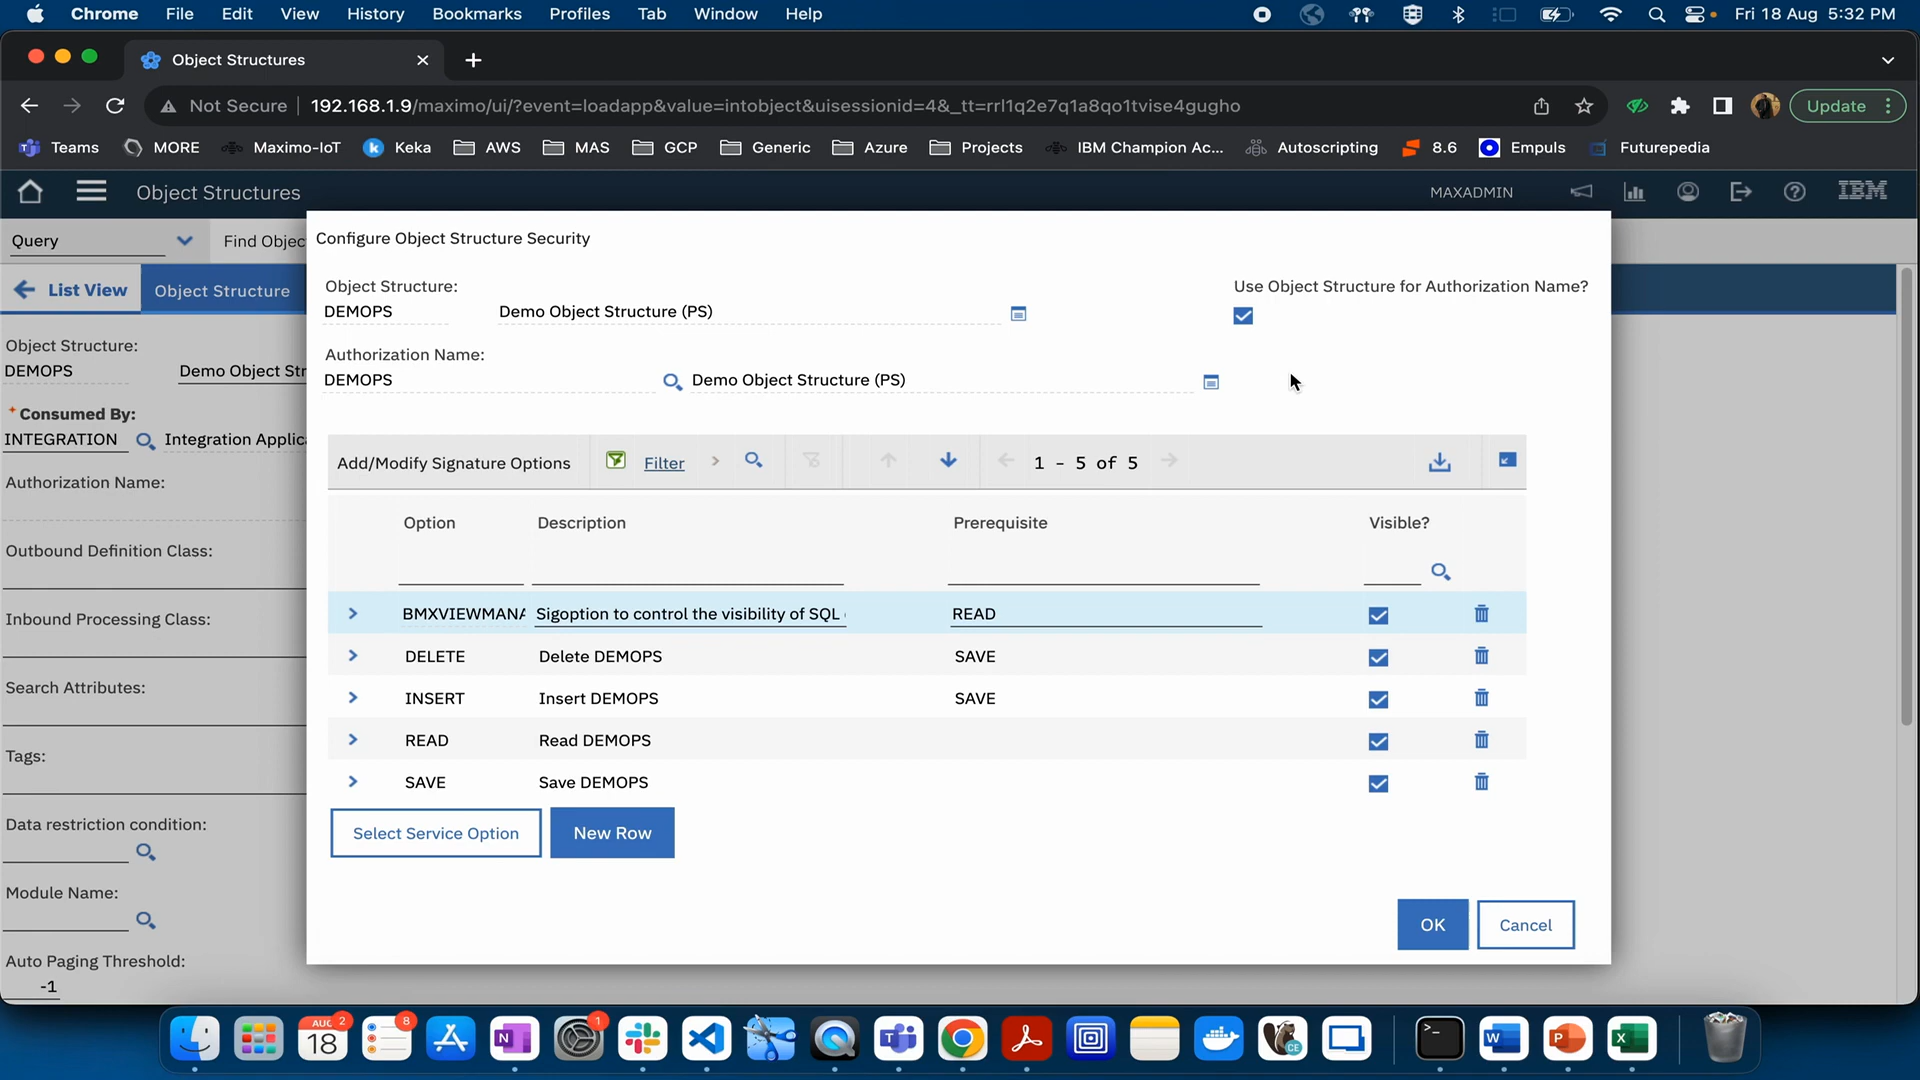 Chrome File Edit View History Bookmarks Profiles Tab Window Help Fri 18 Aug 5:32 PM
Object Structures
Not Secure 192.168.1.9/maximo/ui/?event=loadapp&value=intobject&uisessionid=4&_tt=rrl1q2e7q1a8qo1tvise4gugho Update
Teams MORE Maximo-IoT Keka AWS MAS GCP Generic Azure Projects IBM Champion Ac... Autoscripting 8.6 Empuls Futurepedia
Object Structures MAXADMIN IBM
Query Find Objec
List View Object Structure
Object Structure:
DEMOPS Demo Object Str
* Consumed By:
INTEGRATION Integration Applica
Authorization Name:
Outbound Definition Class:
Inbound Processing Class:
Search Attributes:
Tags:
Data restriction condition:
Module Name:
Auto Paging Threshold:
-1
Configure Object Structure Security
Object Structure: Use Object Structure for Authorization Name?
DEMOPS Demo Object Structure (PS)
Authorization Name:
DEMOPS Demo Object Structure (PS)
Add/Modify Signature Options Filter 1 - 5 of 5
Option Description Prerequisite Visible?
BMXVIEWMANA Sigoption to control the visibility of SQL READ
DELETE Delete DEMOPS SAVE
INSERT Insert DEMOPS SAVE
READ Read DEMOPS
SAVE Save DEMOPS
Select Service Option New Row
OK Cancel
AUG 2 18 8 1 CE